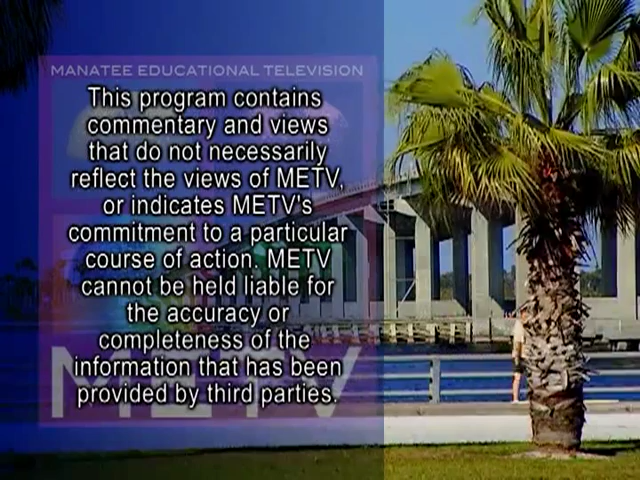 MANATEE EDUCATIONAL TELEVISION
This program contains
commentary and views
that do not necessarily
reflect the views of METV,
or indicates METV's
commitment to a particular
course of action. METV
cannot be held liable for
the accuracy or
completeness of the
information that has been
provided by third parties.
METV